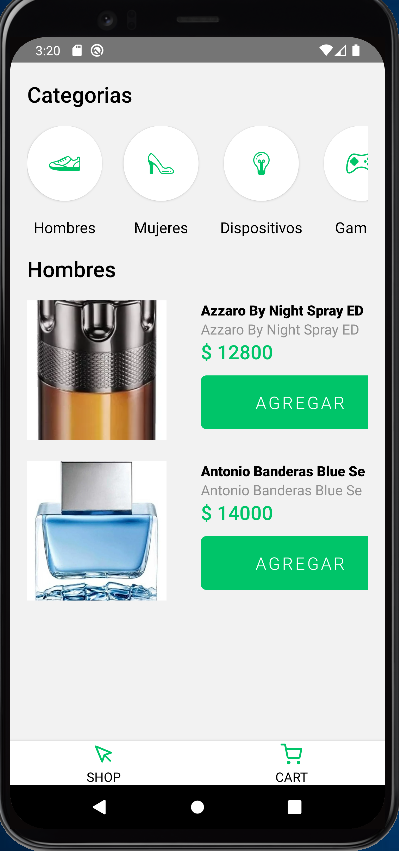 3:20
Categorias
Hombres Mujeres Dispositivos Gam
Hombres
Azzaro By Night Spray ED
Azzaro By Night Spray ED
$ 12800
AGREGAR
Antonio Banderas Blue Se
Antonio Banderas Blue Se
$ 14000
AGREGAR
SHOP CART